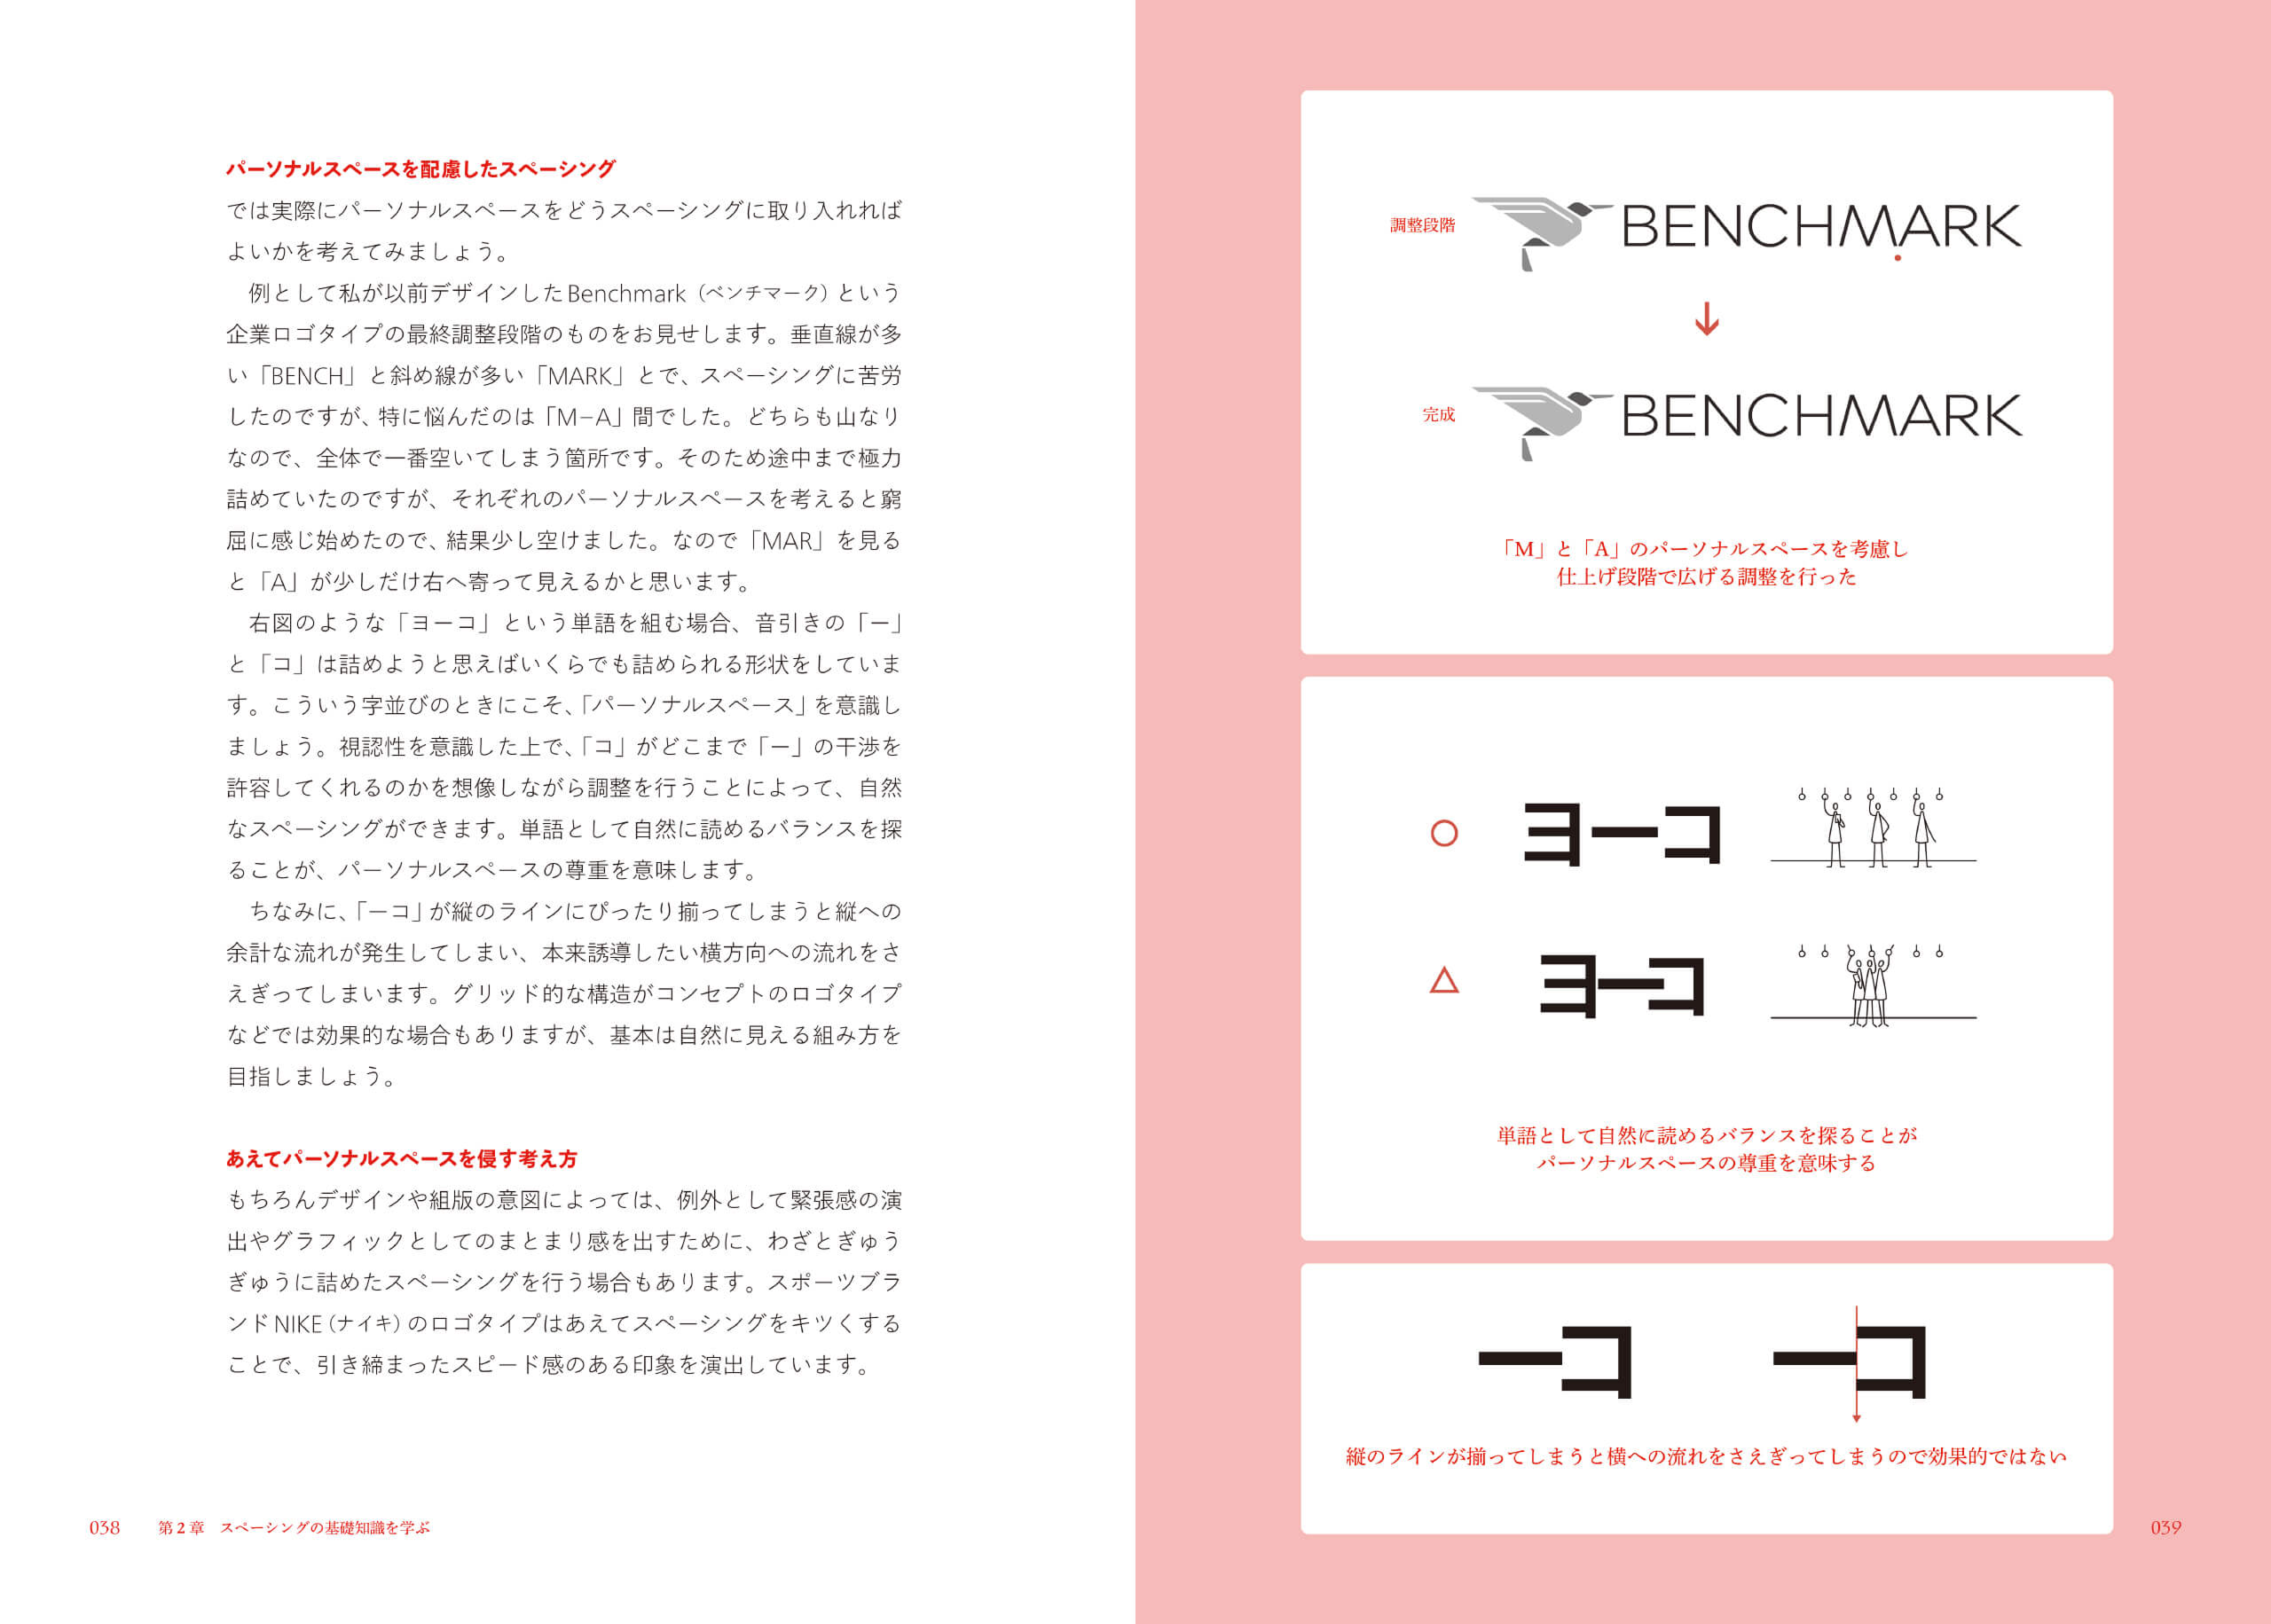 パーソナルスペースを配慮したスペーシング
では実際にパーソナルスペースをどうスペーシングに取り入れれば
よいかを考えてみましょう。
　例として私が以前デザインしたBenchmark（ベンチマーク）という
企業ロゴタイプの最終調整段階のものをお見せします。垂直線が多
い「BENCH」と斜め線が多い「MARK」とで、スペーシングに苦労
したのですが、特に悩んだのは「M–A」間でした。どちらも山なり
なので、全体で一番空いてしまう箇所です。そのため途中まで極力
詰めていたのですが、それぞれのパーソナルスペースを考えると窮
屈に感じ始めたので、結果少し空けました。なので「MAR」を見る
と「A」が少しだけ右へ寄って見えるかと思います。
　右図のような「ヨーコ」という単語を組む場合、音引きの「ー」
と「コ」は詰めようと思えばいくらでも詰められる形状をしていま
す。こういう字並びのときにこそ、「パーソナルスペース」を意識し
ましょう。視認性を意識した上で、「コ」がどこまで「ー」の干渉を
許容してくれるのかを想像しながら調整を行うことによって、自然
なスペーシングができます。単語として自然に読めるバランスを探
ることが、パーソナルスペースの尊重を意味します。
　ちなみに、「ーコ」が縦のラインにぴったり揃ってしまうと縦への
余計な流れが発生してしまい、本来誘導したい横方向への流れをさ
えぎってしまいます。グリッド的な構造がコンセプトのロゴタイプ
などでは効果的な場合もありますが、基本は自然に見える組み方を
目指しましょう。
あえてパーソナルスペースを侵す考え方
もちろんデザインや組版の意図によっては、例外として緊張感の演
出やグラフィックとしてのまとまり感を出すために、わざとぎゅう
ぎゅうに詰めたスペーシングを行う場合もあります。スポーツブラ
ンドNIKE（ナイキ）のロゴタイプはあえてスペーシングをキツくする
ことで、引き締まったスピード感のある印象を演出しています。
038　第2章　スペーシングの基礎知識を学ぶ
調整段階 BENCHMARK
↓
完成 BENCHMARK
「M」と「A」のパーソナルスペースを考慮し
仕上げ段階で広げる調整を行った
○ ヨーコ
△ ヨーコ
単語として自然に読めるバランスを探ることが
パーソナルスペースの尊重を意味する
ーコ ーコ
縦のラインが揃ってしまうと横への流れをさえぎってしまうので効果的ではない
039